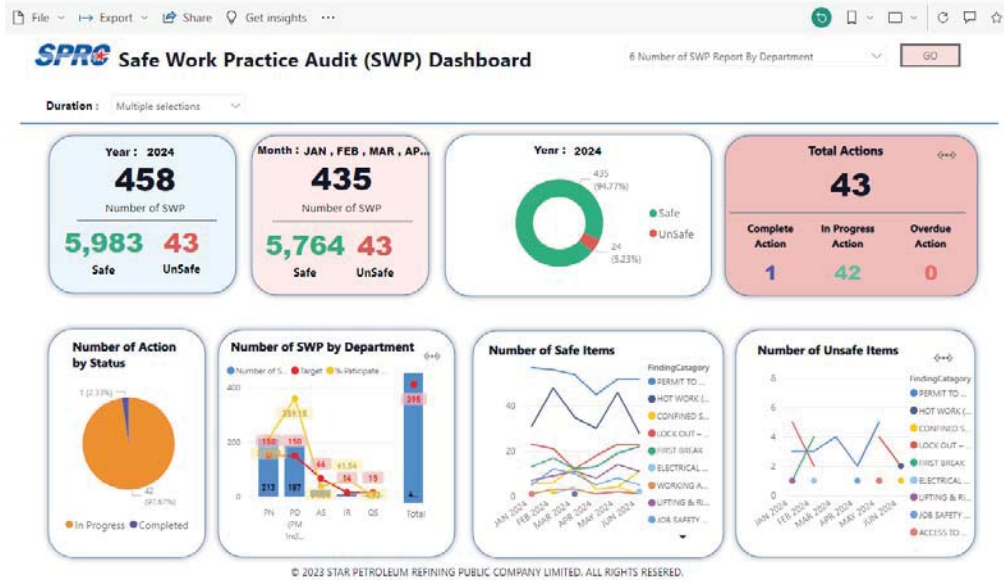 File
Export
Share
Get insights
SPRC Safe Work Practice Audit (SWP) Dashboard
6 Number of SWP Report By Department
GO
Duration :
Multiple selections
Year : 2024
458
Number of SWP
5,983
43
Safe
UnSafe
Month : JAN , FEB , MAR , AP...
435
Number of SWP
5,764
43
Safe
UnSafe
Year : 2024
435
(94.77%)
24
(5.23%)
Safe
UnSafe
Total Actions
43
Complete Action
In Progress Action
Overdue Action
1
42
0
Number of Action
by Status
1 (2.33%)
42
(97.67%)
In Progress
Completed
Number of SWP by Department
Number of S...
Target
% Paticipate ...
400
200
0
150
150
66
61.54
14
15
395
213
187
4...
PN
PD
(PM
Incl...
AS
IR
QS
Total
Number of Safe Items
40
20
0
JAN 2024
FEB 2024
MAR 2024
APR 2024
MAY 2024
JUN 2024
FindingCatagory
PERMIT TO ...
HOT WORK (...
CONFINED S...
LOCK OUT – ...
FIRST BREAK
ELECTRICAL ...
WORKING A...
LIFTING & RI...
JOB SAFETY ...
Number of Unsafe Items
8
6
4
2
0
JAN 2024
FEB 2024
MAR 2024
APR 2024
MAY 2024
JUN 2024
FindingCatagory
PERMIT TO ...
HOT WORK (...
CONFINED S...
LOCK OUT – ...
FIRST BREAK
ELECTRICAL ...
LIFTING & RI...
JOB SAFETY ...
ACCESS TO ...
© 2023 STAR PETROLEUM REFINING PUBLIC COMPANY LIMITED. ALL RIGHTS RESERED.